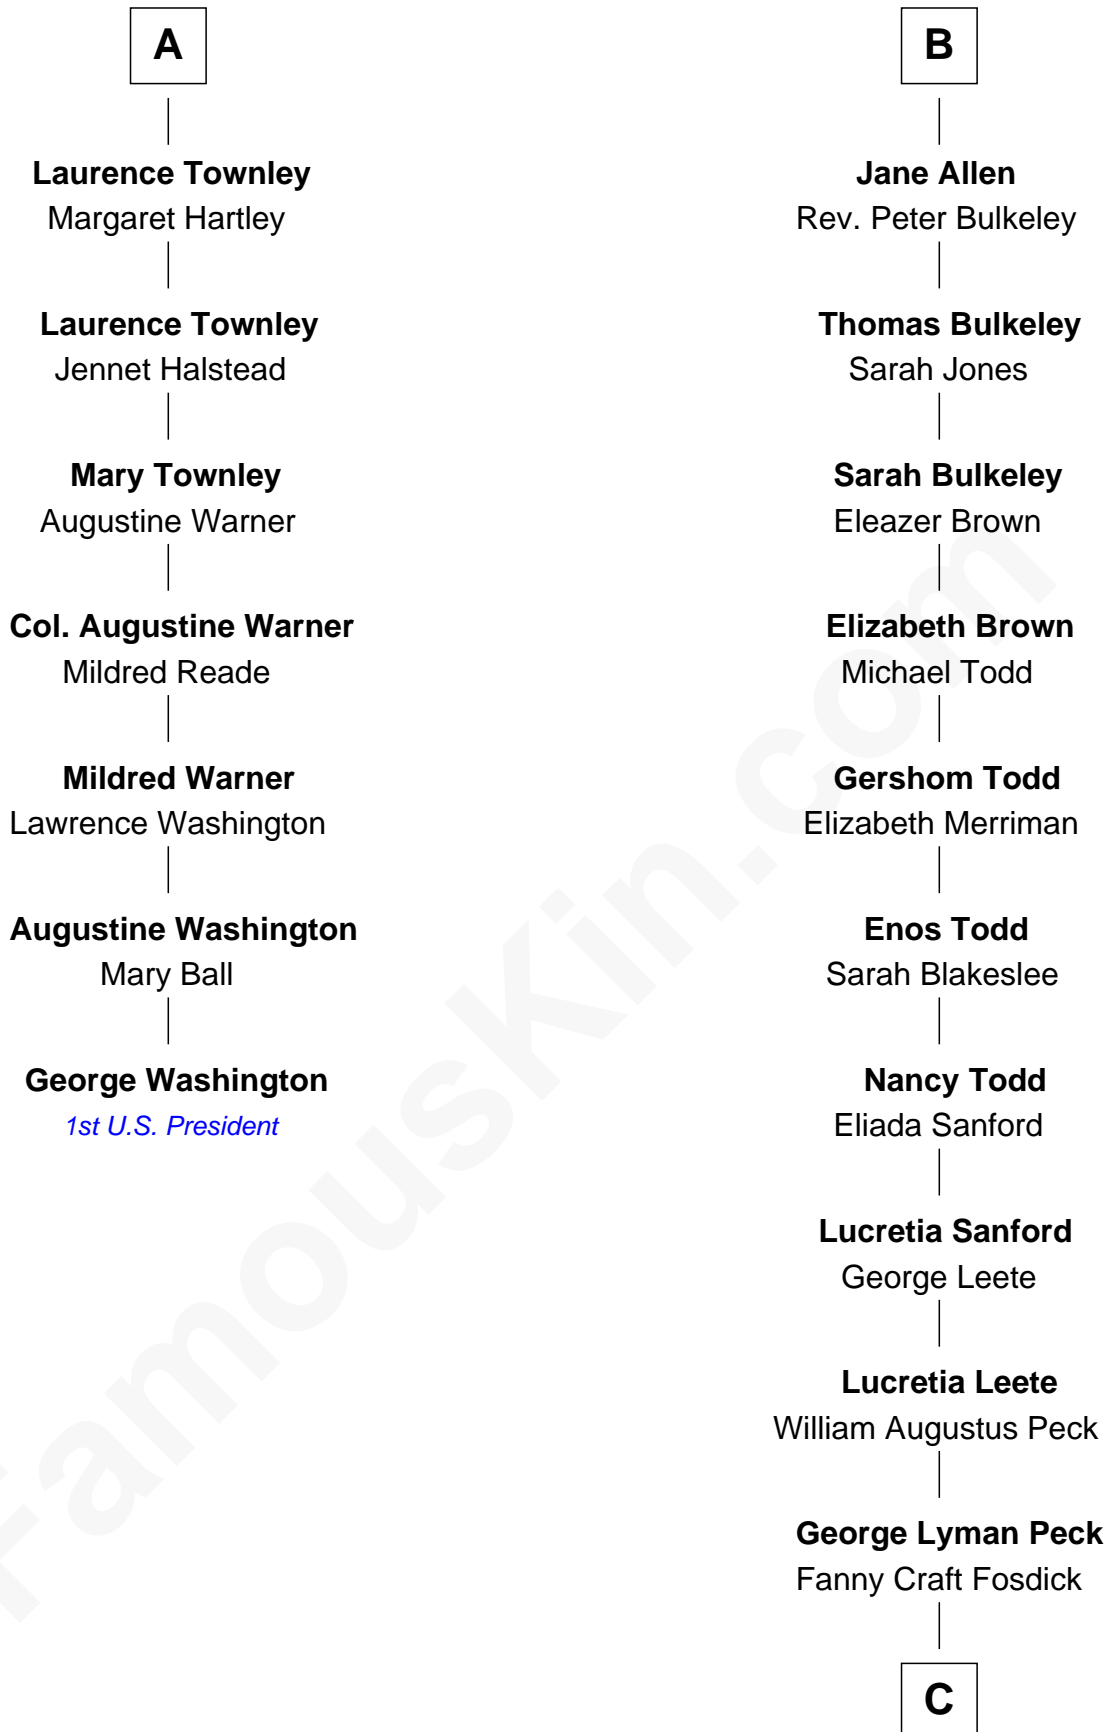 A
Laurence Townley
Margaret Hartley
Laurence Townley
Jennet Halstead
Mary Townley
Augustine Warner
Col. Augustine Warner
Mildred Reade
Mildred Warner
Lawrence Washington
Augustine Washington
Mary Ball
George Washington
1st U.S. President
B
Jane Allen
Rev. Peter Bulkeley
Thomas Bulkeley
Sarah Jones
Sarah Bulkeley
Eleazer Brown
Elizabeth Brown
Michael Todd
Gershom Todd
Elizabeth Merriman
Enos Todd
Sarah Blakeslee
Nancy Todd
Eliada Sanford
Lucretia Sanford
George Leete
Lucretia Leete
William Augustus Peck
George Lyman Peck
Fanny Craft Fosdick
C
FamousKin.com